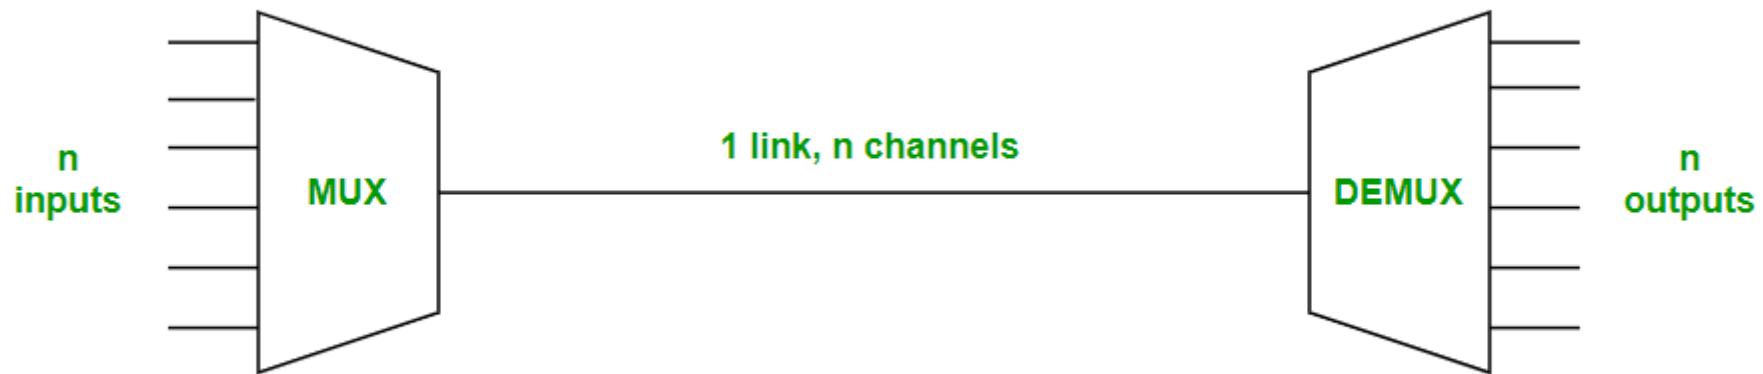 n
inputs
MUX
1 link, n channels
DEMUX
n
outputs